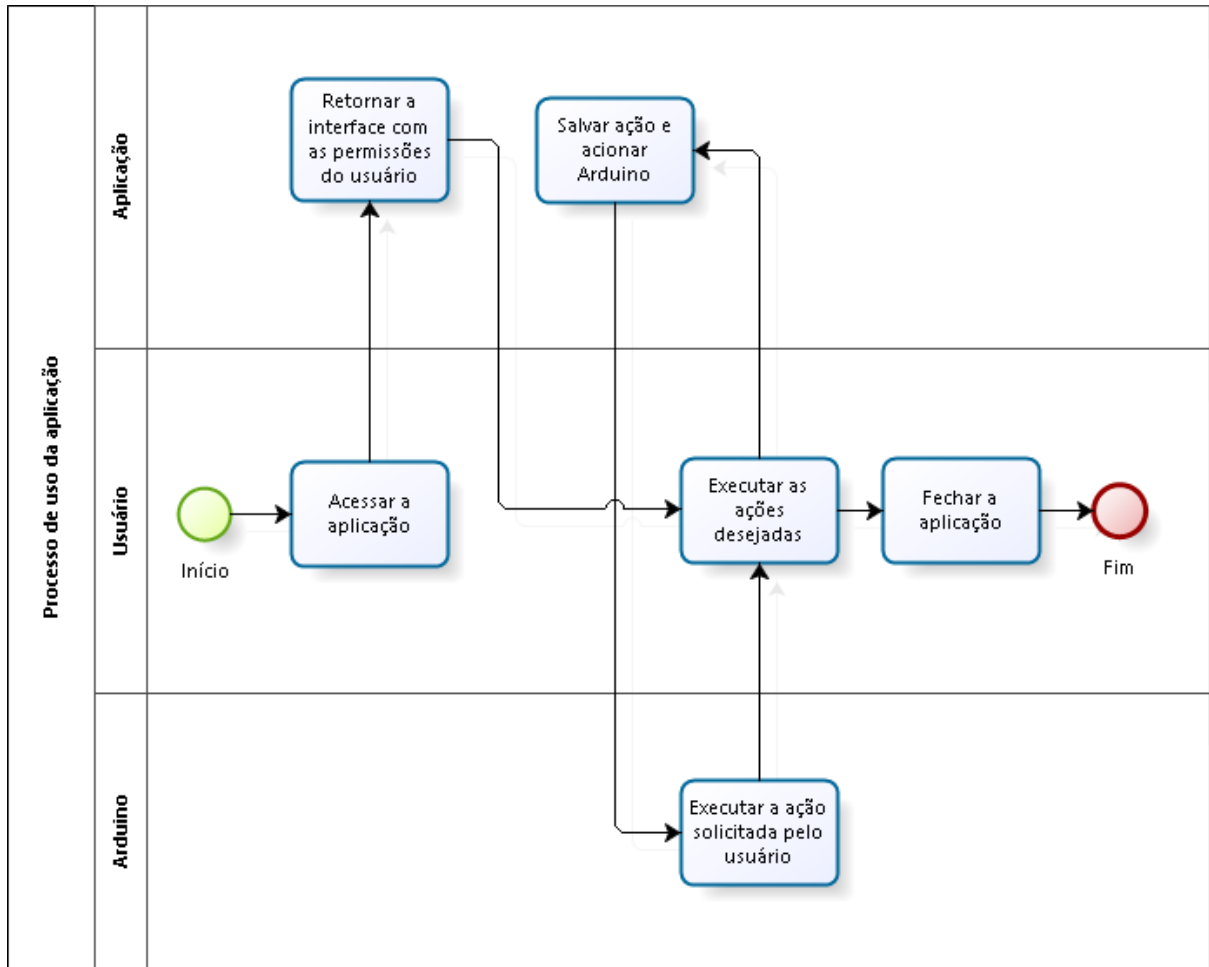 Processo de uso da aplicação
Aplicação
Retornar a
interface com
as permissões
do usuário
Salvar ação e
acionar
Arduino
Usuário
Início
Acessar a
aplicação
Executar as
ações
desejadas
Fechar a
aplicação
Fim
Arduino
Executar a ação
solicitada pelo
usuário